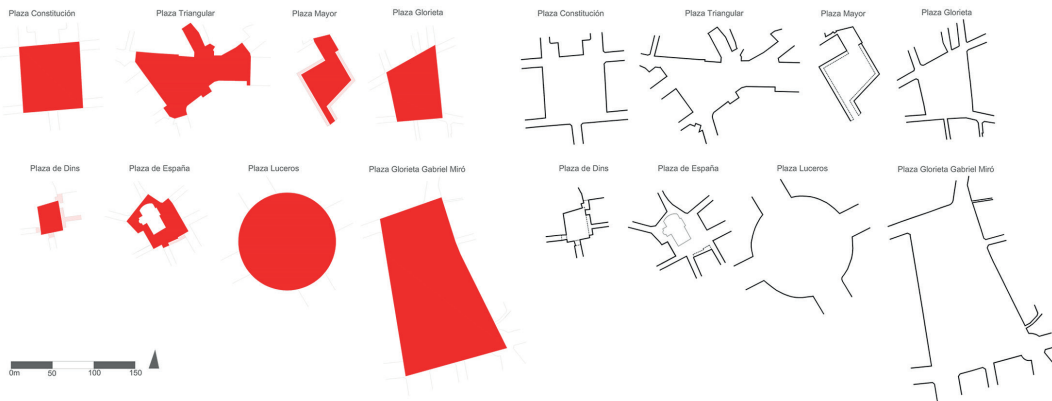 Plaza Constitución
Plaza Triangular
Plaza Mayor
Plaza Glorieta
Plaza Constitución
Plaza Triangular
Plaza Mayor
Plaza Glorieta
Plaza de Dins
Plaza de España
Plaza Luceros
Plaza Glorieta Gabriel Miró
Plaza de Dins
Plaza de España
Plaza Luceros
Plaza Glorieta Gabriel Miró
0m 50 100 150